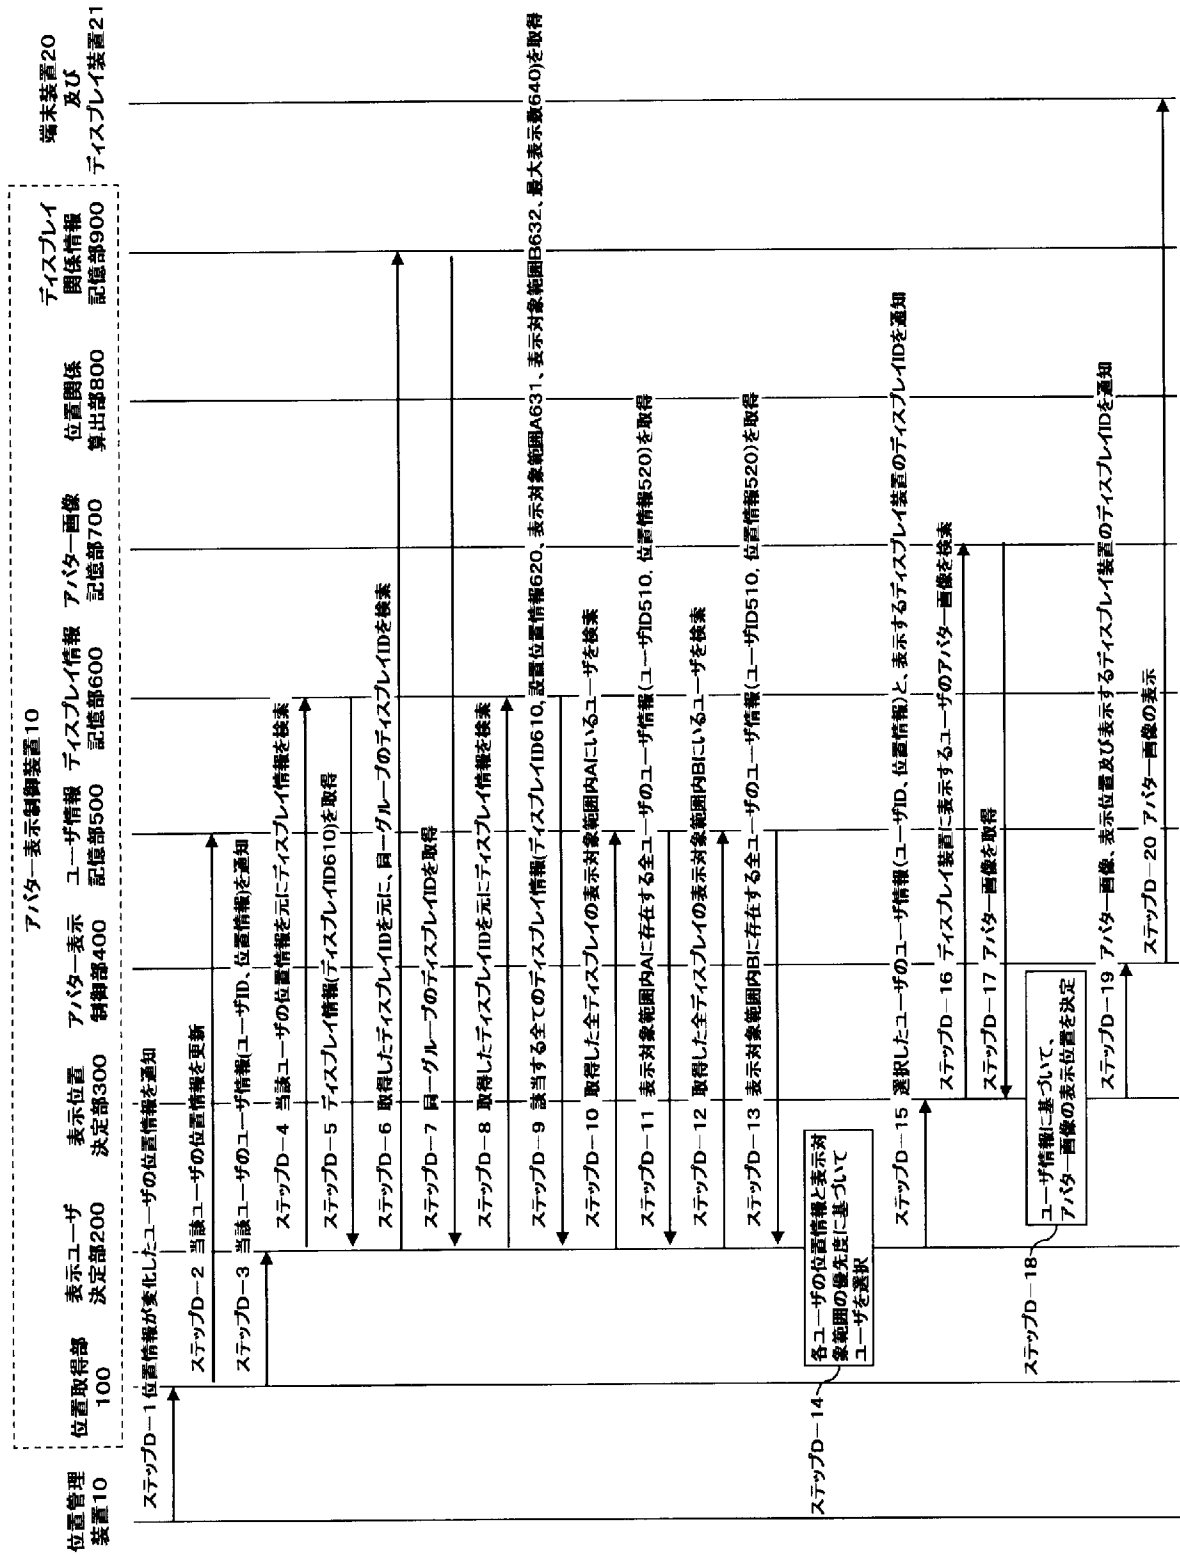 アバター表示制御装置10
位置管理
装置10
位置取得部
100
表示ユーザ
決定部200
表示位置
決定部300
アバター表示
制御部400
ユーザ情報
記憶部500
ディスプレイ情報
記憶部600
アバター画像
記憶部700
位置関係
算出部800
ディスプレイ
関係情報
記憶部900
端末装置20
及び
ディスプレイ装置21
ステップD－1 位置情報が変化したユーザの位置情報を通知
ステップD－2 当該ユーザの位置情報を更新
ステップD－3 当該ユーザのユーザ情報(ユーザID、位置情報)を通知
ステップD－4 当該ユーザの位置情報を元にディスプレイ情報を検索
ステップD－5 ディスプレイ情報(ディスプレイID610)を取得
ステップD－6 取得したディスプレイIDを元に、同一グループのディスプレイIDを検索
ステップD－7 同一グループのディスプレイIDを取得
ステップD－8 取得したディスプレイIDを元にディスプレイ情報を検索
ステップD－9 該当する全てのディスプレイ情報(ディスプレイID610,設置位置情報620、表示対象範囲A631、表示対象範囲B632、最大表示数640)を取得
ステップD－10 取得した全ディスプレイの表示対象範囲内Aにいるユーザを検索
ステップD－11 表示対象範囲内Aに存在する全ユーザのユーザ情報(ユーザID510, 位置情報520)を取得
ステップD－12 取得した全ディスプレイの表示対象範囲内Bにいるユーザを検索
ステップD－13 表示対象範囲内Bに存在する全ユーザのユーザ情報(ユーザID510, 位置情報520)を取得
ステップD－14
各ユーザの位置情報と表示対
象範囲の優先度に基づいて
ユーザを選択
ステップD－15 選択したユーザのユーザ情報(ユーザID、位置情報)と、表示するディスプレイ装置のディスプレイIDを通知
ステップD－16 ディスプレイ装置に表示するユーザのアバター画像を検索
ステップD－17 アバター画像を取得
ステップD－18
ユーザ情報に基づいて、
アバター画像の表示位置を決定
ステップD－19 アバター画像、表示位置及び表示するディスプレイ装置のディスプレイIDを通知
ステップD－20 アバター画像の表示